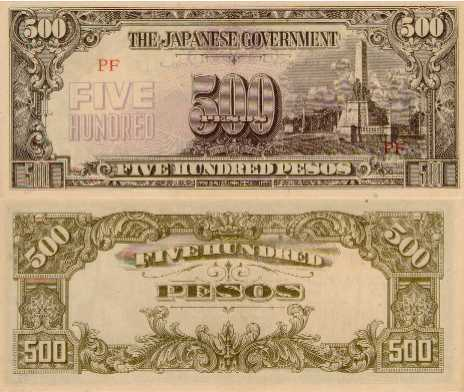 500 500
THE JAPANESE GOVERNMENT
PF
FIVE
HUNDRED
500
PESOS
PF
500 FIVE HUNDRED PESOS 500
500 500
FIVE HUNDRED
PESOS
500 500